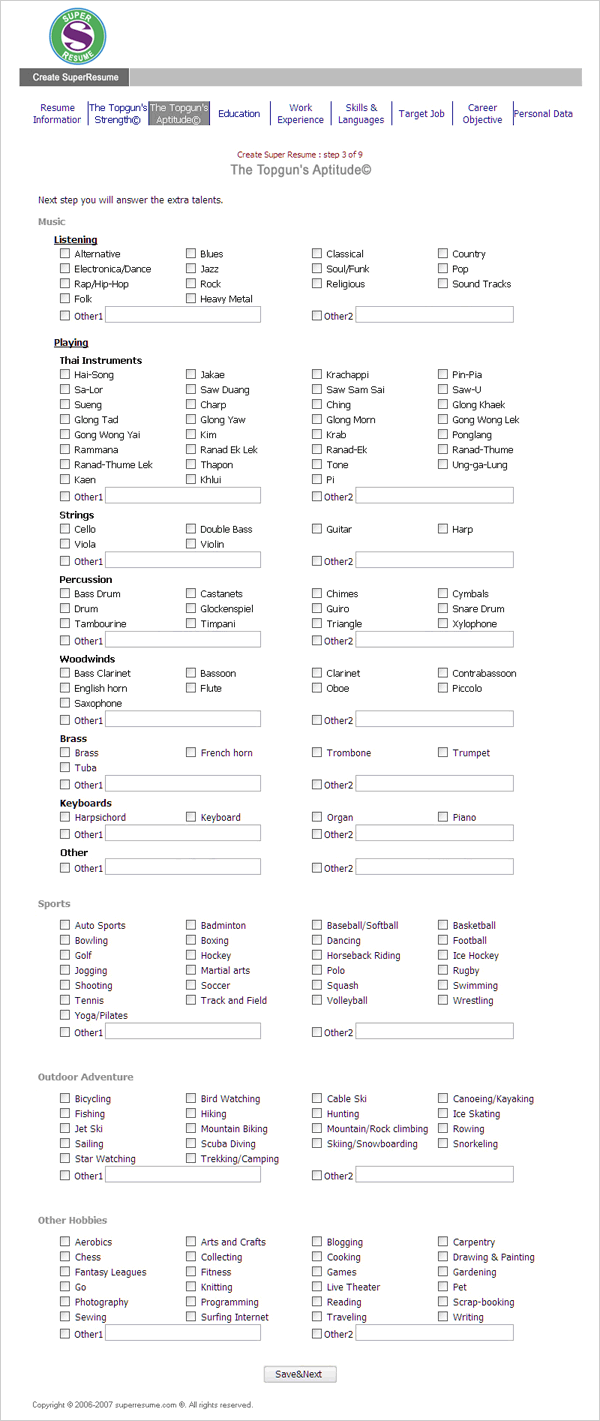 SUPER
S
RESUME
Create SuperResume
Resume Information
The Topgun's Strength©
The Topgun's Aptitude©
Education
Work Experience
Skills & Languages
Target Job
Career Objective
Personal Data
Create Super Resume : step 3 of 9
The Topgun's Aptitude©
Next step you will answer the extra talents.
Music
Listening
Alternative Blues Classical Country
Electronica/Dance Jazz Soul/Funk Pop
Rap/Hip-Hop Rock Religious Sound Tracks
Folk Heavy Metal
Other1 Other2
Playing
Thai Instruments
Hai-Song Jakae Krachappi Pin-Pia
Sa-Lor Saw Duang Saw Sam Sai Saw-U
Sueng Charp Ching Glong Khaek
Glong Tad Glong Yaw Glong Morn Gong Wong Lek
Gong Wong Yai Kim Krab Ponglang
Rammana Ranad Ek Lek Ranad-Ek Ranad-Thume
Ranad-Thume Lek Thapon Tone Ung-ga-Lung
Kaen Khlui Pi
Other1 Other2
Strings
Cello Double Bass Guitar Harp
Viola Violin
Other1 Other2
Percussion
Bass Drum Castanets Chimes Cymbals
Drum Glockenspiel Guiro Snare Drum
Tambourine Timpani Triangle Xylophone
Other1 Other2
Woodwinds
Bass Clarinet Bassoon Clarinet Contrabassoon
English horn Flute Oboe Piccolo
Saxophone
Other1 Other2
Brass
Brass French horn Trombone Trumpet
Tuba
Other1 Other2
Keyboards
Harpsichord Keyboard Organ Piano
Other1 Other2
Other
Other1 Other2
Sports
Auto Sports Badminton Baseball/Softball Basketball
Bowling Boxing Dancing Football
Golf Hockey Horseback Riding Ice Hockey
Jogging Martial arts Polo Rugby
Shooting Soccer Squash Swimming
Tennis Track and Field Volleyball Wrestling
Yoga/Pilates
Other1 Other2
Outdoor Adventure
Bicycling Bird Watching Cable Ski Canoeing/Kayaking
Fishing Hiking Hunting Ice Skating
Jet Ski Mountain Biking Mountain/Rock climbing Rowing
Sailing Scuba Diving Skiing/Snowboarding Snorkeling
Star Watching Trekking/Camping
Other1 Other2
Other Hobbies
Aerobics Arts and Crafts Blogging Carpentry
Chess Collecting Cooking Drawing & Painting
Fantasy Leagues Fitness Games Gardening
Go Knitting Live Theater Pet
Photography Programming Reading Scrap-booking
Sewing Surfing Internet Traveling Writing
Other1 Other2
Save&Next
Copyright © 2006-2007 superresume.com ®. All rights reserved.